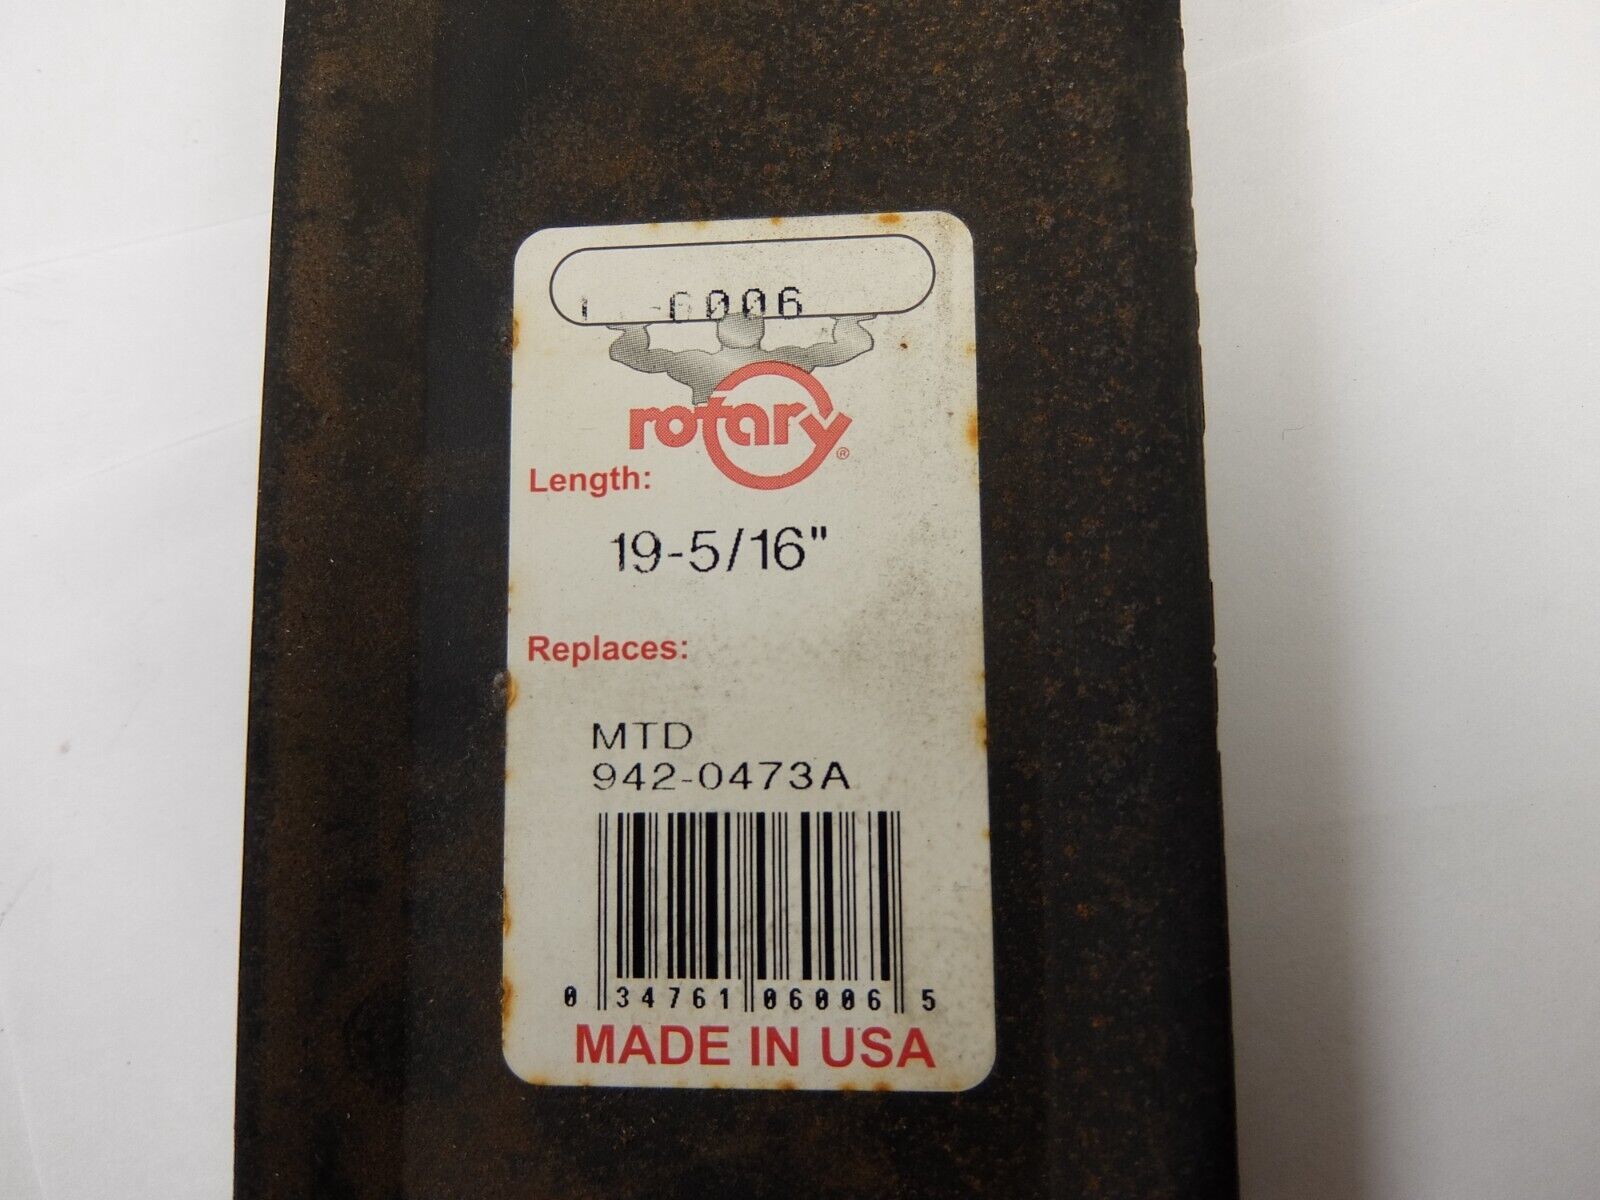 6006
rotary®
Length:
19-5/16"
Replaces:
MTD
942-0473A
0 34761 06006 5
MADE IN USA